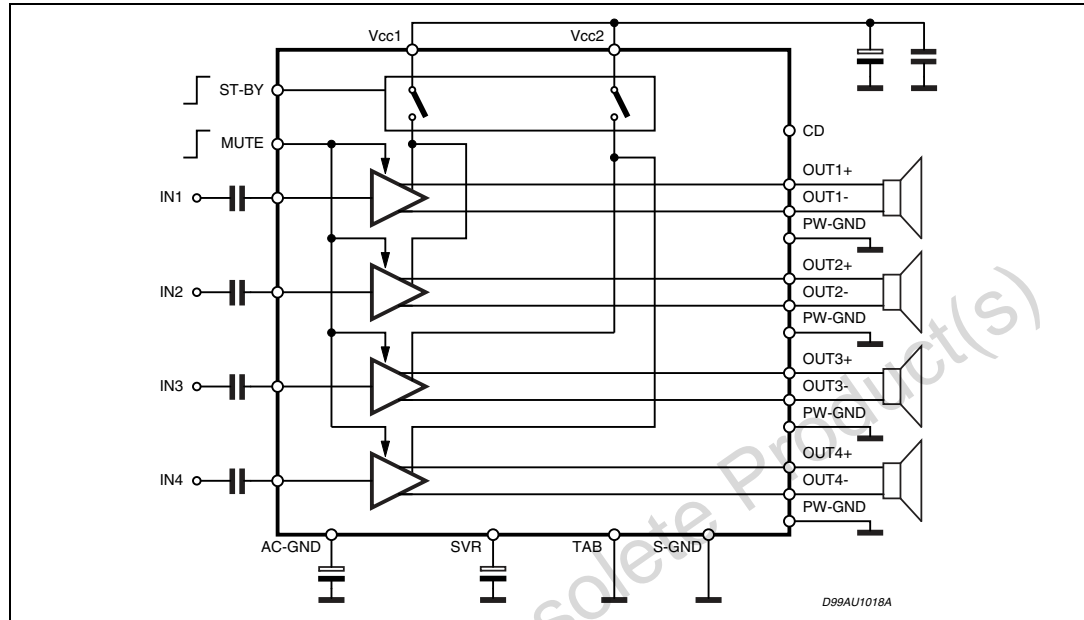 Vcc1 Vcc2
ST-BY
CD
MUTE
OUT1+
IN1
OUT1-
PW-GND
OUT2+
IN2
OUT2-
PW-GND
OUT3+
IN3
OUT3-
PW-GND
OUT4+
IN4
OUT4-
PW-GND
AC-GND SVR TAB S-GND
D99AU1018A
solete Product(s)